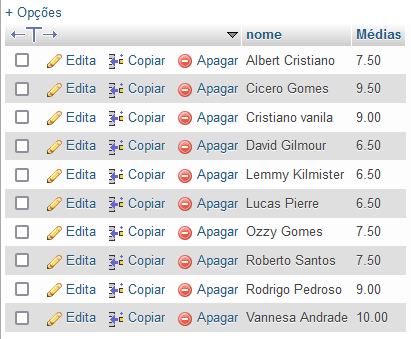 + Opções
nome Médias
Edita Copiar Apagar Albert Cristiano 7.50
Edita Copiar Apagar Cicero Gomes 9.50
Edita Copiar Apagar Cristiano vanila 9.00
Edita Copiar Apagar David Gilmour 6.50
Edita Copiar Apagar Lemmy Kilmister 6.50
Edita Copiar Apagar Lucas Pierre 6.50
Edita Copiar Apagar Ozzy Gomes 7.50
Edita Copiar Apagar Roberto Santos 7.50
Edita Copiar Apagar Rodrigo Pedroso 9.00
Edita Copiar Apagar Vannesa Andrade 10.00